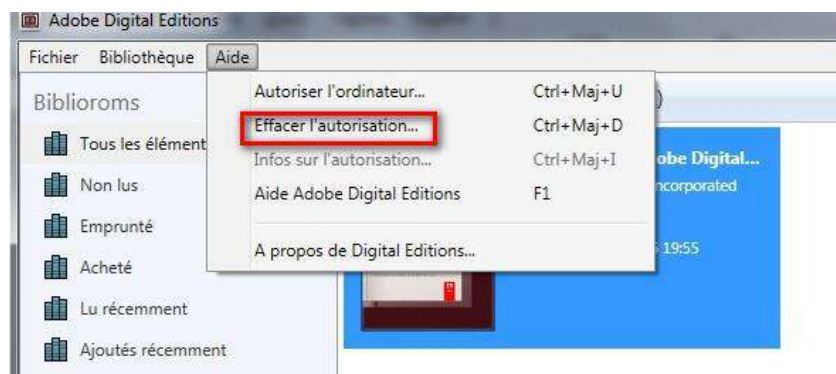 Adobe Digital Editions
Fichier Bibliothèque Aide
Biblioroms
Tous les élément
Non lus
Emprunté
Acheté
Lu récemment
Ajoutés récemment
Autoriser l'ordinateur... Ctrl+Maj+U
Effacer l'autorisation... Ctrl+Maj+D
Infos sur l'autorisation... Ctrl+Maj+I
Aide Adobe Digital Editions F1
A propos de Digital Editions...
)
obe Digital...
ncorporated
19:55